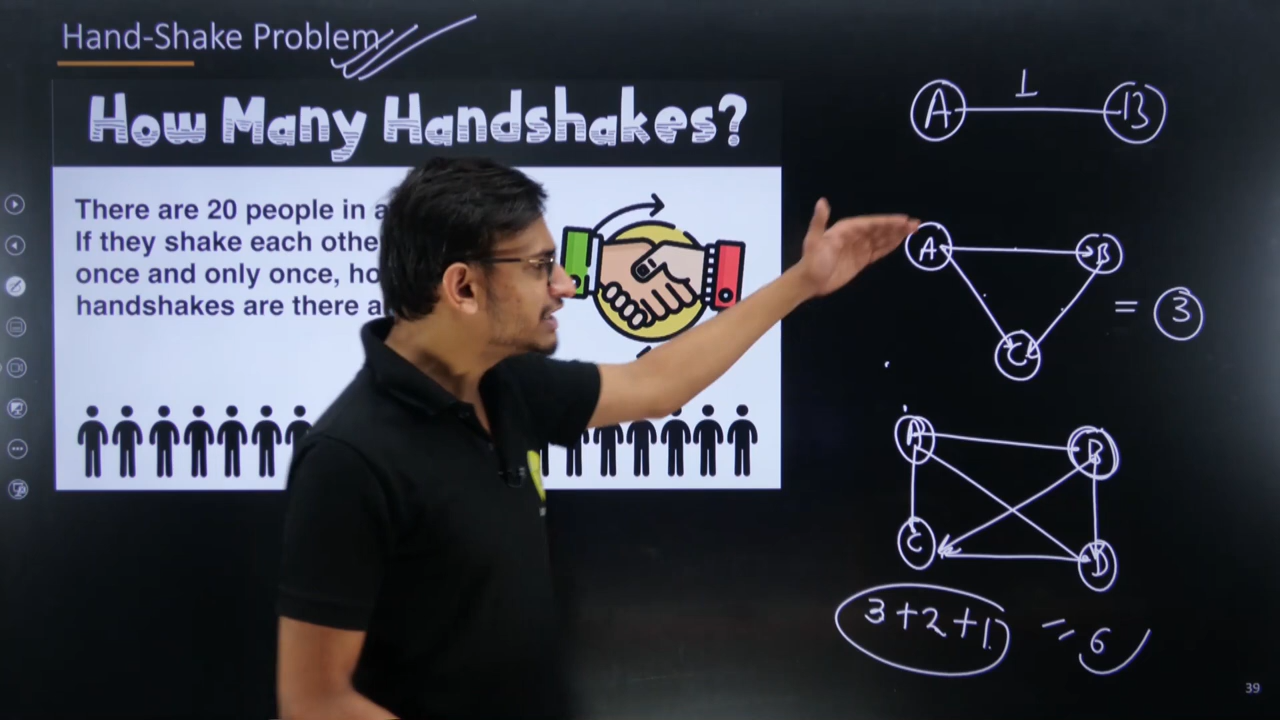 Hand-Shake Problem
How Many Handshakes?
There are 20 people in a
If they shake each othe
once and only once, ho
handshakes are there a
A 1 B
A B
C
= 3
A B
C D
3+2+1 = 6
39